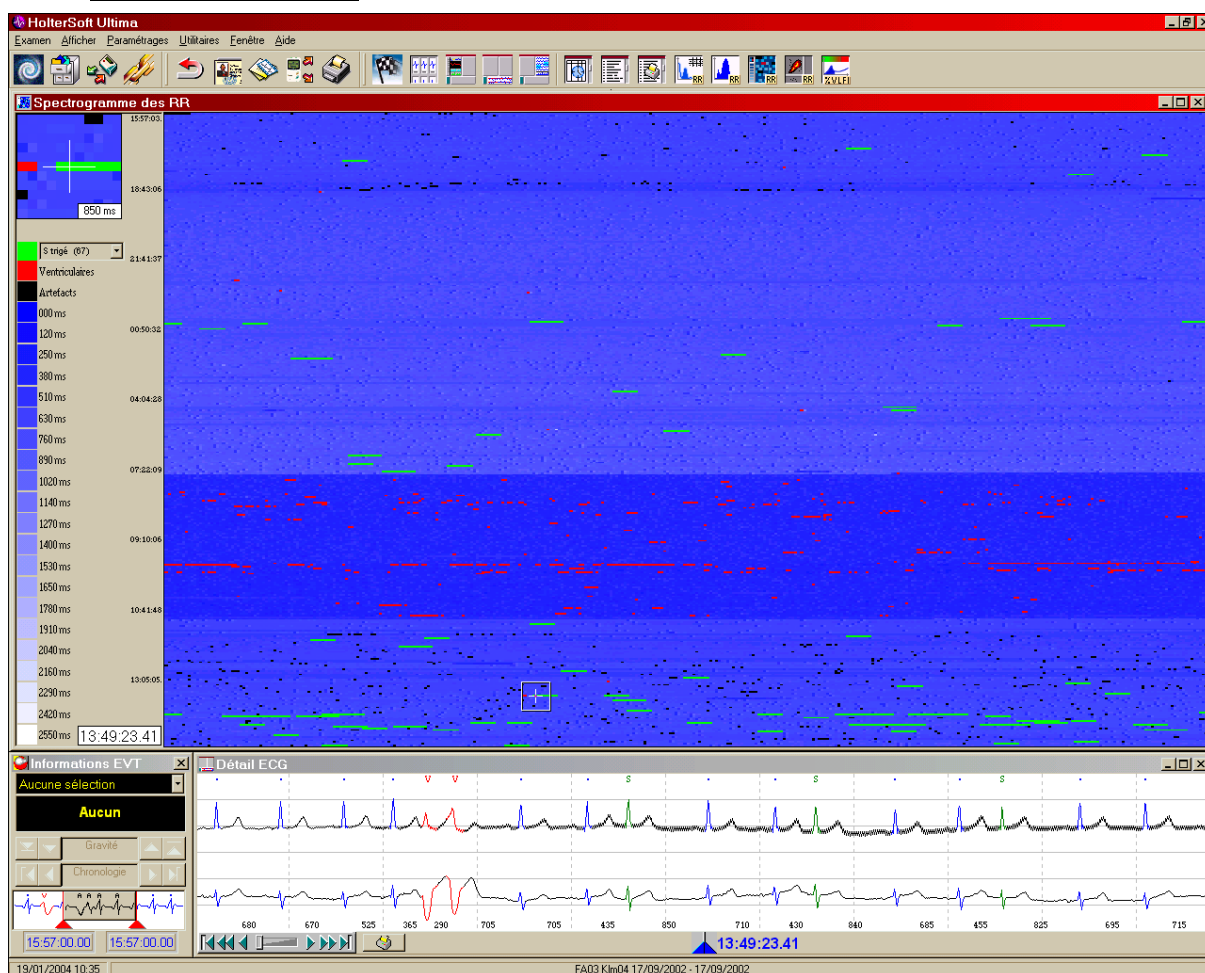 HolterSoft Ultima
Examen Afficher Paramétrages Utilitaires Fenêtre Aide
RR RR RR RR %VLFI
Spectrogramme des RR
15:57:03.
850 ms
18:43:06
S trigé (67)
21:41:37
Ventriculaires
Artefacts
000 ms
120 ms
00:50:32
250 ms
380 ms
510 ms
04:04:28
630 ms
760 ms
890 ms
07:22:09
1020 ms
1140 ms
1270 ms
09:10:06
1400 ms
1530 ms
1650 ms
1780 ms
10:41:48
1910 ms
2040 ms
2160 ms
13:05:05.
2290 ms
2420 ms
2550 ms
13:49:23.41
Informations EVT
Aucune sélection
Aucun
Gravité
Chronologie
V A A A A
15:57:00.00 15:57:00.00
Détail ECG
V V S S S
680 670 525 365 290 705 705 435 850 710 430 840 685 455 825 695 715
13:49:23.41
19/01/2004 10:35 FA03 Klm04 17/09/2002 - 17/09/2002